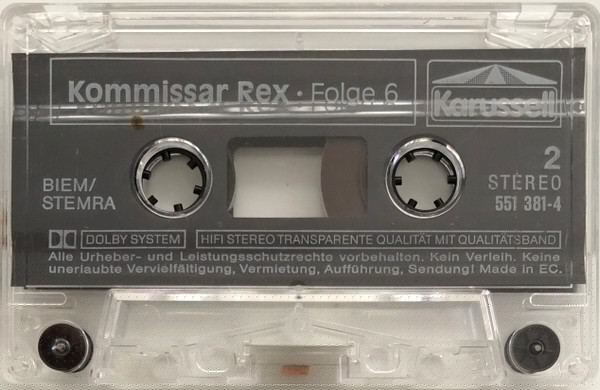 Kommissar Rex · Folge 6
Karussell
2
BIEM/
STEMRA
STEREO
551 381-4
DOLBY SYSTEM
HIFI STEREO TRANSPARENTE QUALITÄT MIT QUALITÄTSBAND
Alle Urheber- und Leistungsschutzrechte vorbehalten. Kein Verleih. Keine
unerlaubte Vervielfältigung, Vermietung, Aufführung, Sendung! Made in EC.